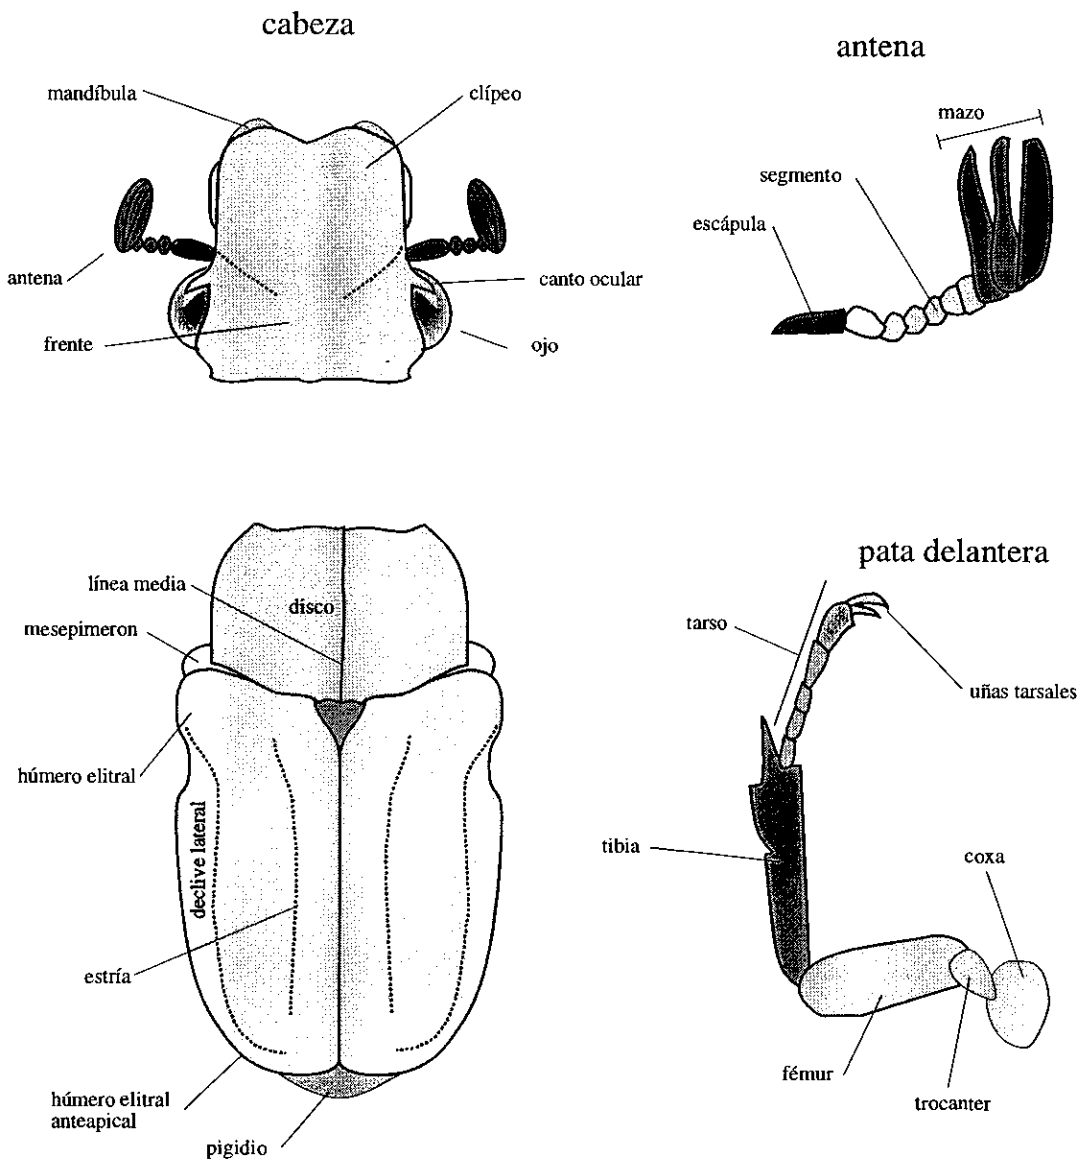 cabeza
mandíbula
clípeo
antena
canto ocular
frente
ojo
antena
mazo
segmento
escápula
línea media
disco
mesepimeron
húmero elitral
declive lateral
estría
húmero elitral
anteapical
pigidio
pata delantera
tarso
uñas tarsales
tibia
coxa
fémur
trocanter